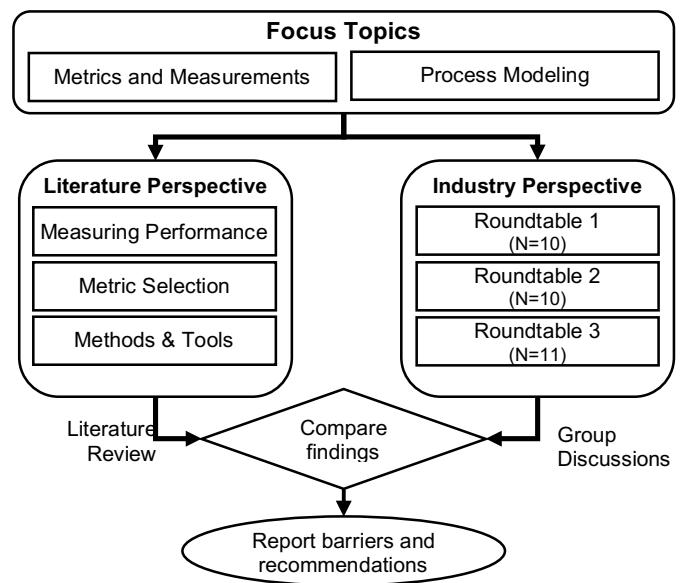 Focus Topics
Metrics and Measurements
Process Modeling
Literature Perspective
Measuring Performance
Metric Selection
Methods & Tools
Industry Perspective
Roundtable 1
(N=10)
Roundtable 2
(N=10)
Roundtable 3
(N=11)
Literature
Review
Compare
findings
Group
Discussions
Report barriers and
recommendations